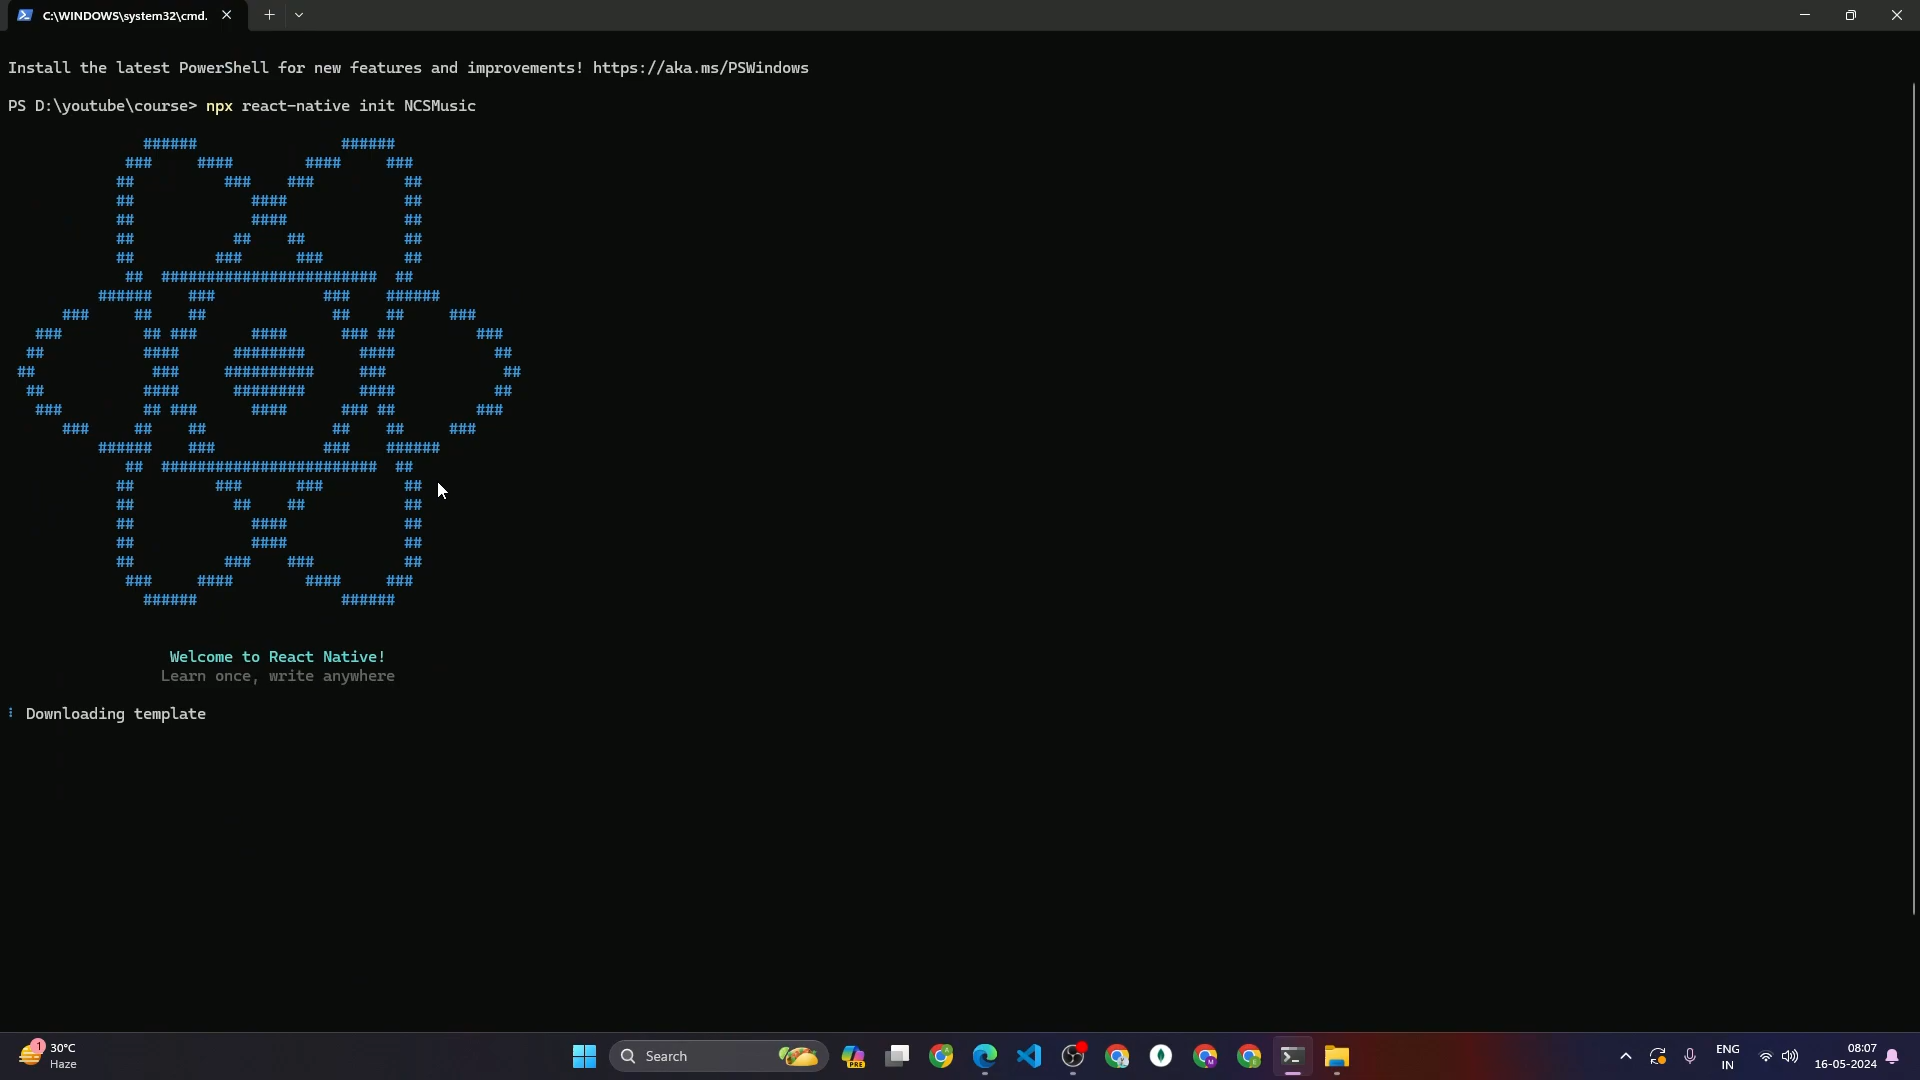 C:\WINDOWS\system32\cmd.
Install the latest PowerShell for new features and improvements! https://aka.ms/PSWindows
PS D:\youtube\course> npx react-native init NCSMusic
               ######                ######
             ###     ####        ####     ###
            ##          ###    ###          ##
            ##             ####             ##
            ##             ####             ##
            ##           ##    ##           ##
            ##         ###      ###         ##
             ##  ########################  ##
          ######    ###            ###    ######
      ###     ##    ##              ##    ##     ###
   ###         ## ###      ####      ### ##         ###
  ##           ####      ########      ####           ##
 ##             ###     ##########     ###             ##
  ##           ####      ########      ####           ##
   ###         ## ###      ####      ### ##         ###
      ###     ##    ##              ##    ##     ###
          ######    ###            ###    ######
             ##  ########################  ##
            ##         ###      ###         ##
            ##           ##    ##           ##
            ##             ####             ##
            ##             ####             ##
            ##          ###    ###          ##
             ###     ####        ####     ###
               ######                ######
Welcome to React Native!
Learn once, write anywhere
Downloading template
1
30°C
Haze
Search
PRE
ENG
IN
08:07
16-05-2024